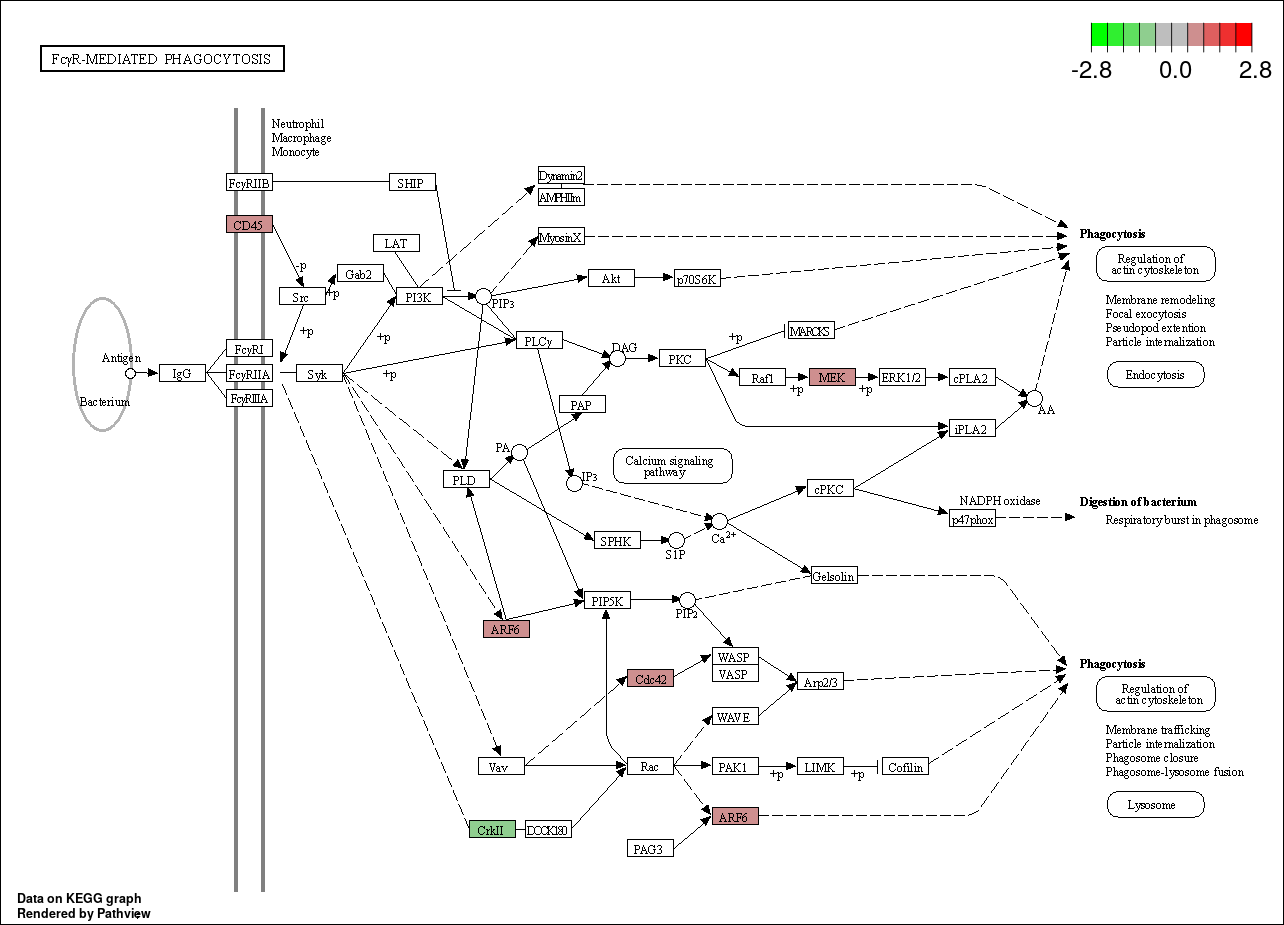 FcγR-MEDIATED PHAGOCYTOSIS
-2.8 0.0 2.8
Neutrophil
Macrophage
Monocyte
FcγRIIB
SHIP
Dynamin2
AMPHIIm
CD45
LAT
MyosinX
Phagocytosis
Regulation of
actin cytoskeleton
-p
Gab2
+p
Src
PI3K
PIP3
Akt
p70S6K
Membrane remodeling
Focal exocytosis
Pseudopod extention
Particle internalization
+p
+p
PLCγ
+p
MARCKS
FcγRI
DAG
PKC
Antigen
IgG
FcγRIIA
Syk
+p
Raf1
+p
MEK
+p
ERK1/2
cPLA2
Endocytosis
Bacterium
FcγRIIIA
PAP
AA
iPLA2
PA
PLD
IP3
Calcium signaling
pathway
cPKC
NADPH oxidase
p47phox
Digestion of bacterium
Respiratory burst in phagosome
SPHK
S1P
Ca2+
Gelsolin
PIP5K
PIP2
ARF6
WASP
VASP
Cdc42
Arp2/3
Phagocytosis
Regulation of
actin cytoskeleton
WAVE
Membrane trafficking
Particle internalization
Phagosome closure
Phagosome-lysosome fusion
Vav
Rac
PAK1
+p
LIMK
+p
Cofilin
Lysosome
CrkII
DOCK180
ARF6
PAG3
Data on KEGG graph
Rendered by Pathview